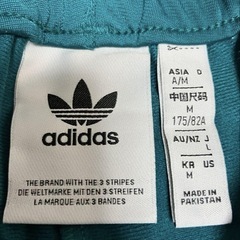 adidas
THE BRAND WITH THE 3 STRIPES
DIE MARKE MIT DEN 3 STREIFEN
LA MARQUE AUX 3 BANDES
ASIA D
A/M
中国尺码
M
175/82A
AU/NZ J
L
KR US
M
MADE IN
PAKISTAN